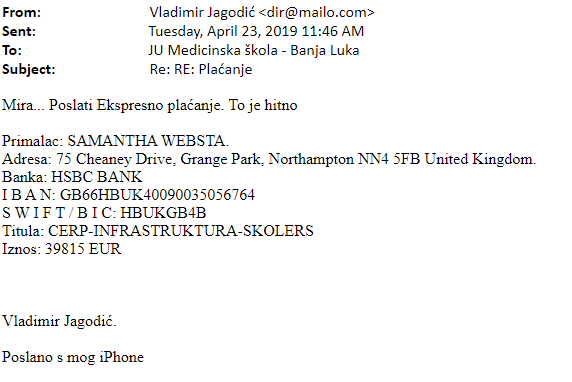 From: Vladimir Jagodić <dir@mailo.com>
Sent: Tuesday, April 23, 2019 11:46 AM
To: JU Medicinska škola - Banja Luka
Subject: Re: RE: Plaćanje
Mira... Poslati Ekspresno plaćanje. To je hitno
Primalac: SAMANTHA WEBSTA.
Adresa: 75 Cheaney Drive, Grange Park, Northampton NN4 5FB United Kingdom.
Banka: HSBC BANK
I B A N: GB66HBUK40090035056764
S W I F T / B I C: HBUKGB4B
Titula: CERP-INFRASTRUKTURA-SKOLERS
Iznos: 39815 EUR
Vladimir Jagodić.
Poslano s mog iPhone